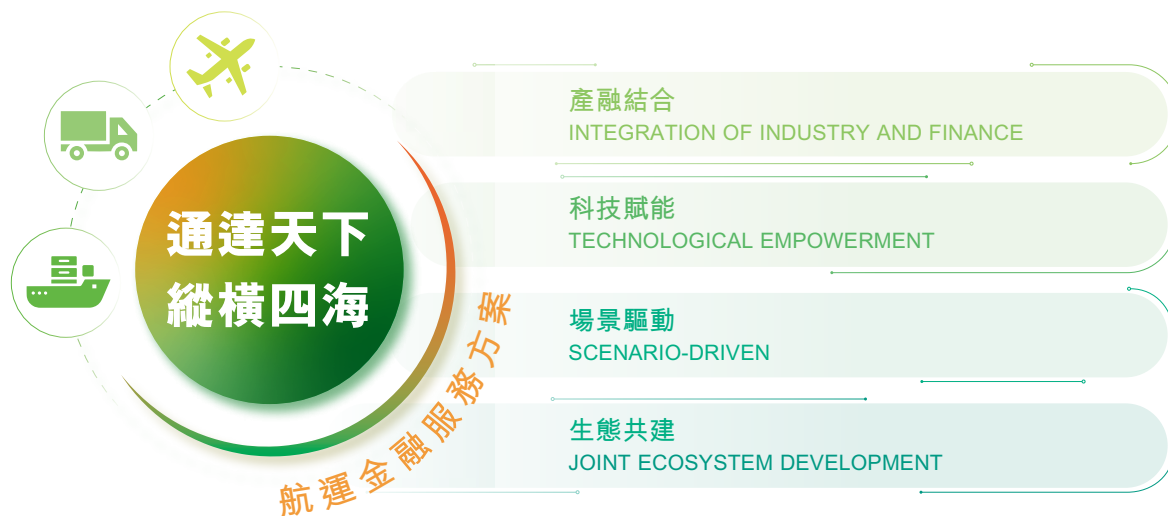 通達天下
縱橫四海
航運金融服務方案
產融結合
INTEGRATION OF INDUSTRY AND FINANCE
科技賦能
TECHNOLOGICAL EMPOWERMENT
場景驅動
SCENARIO-DRIVEN
生態共建
JOINT ECOSYSTEM DEVELOPMENT